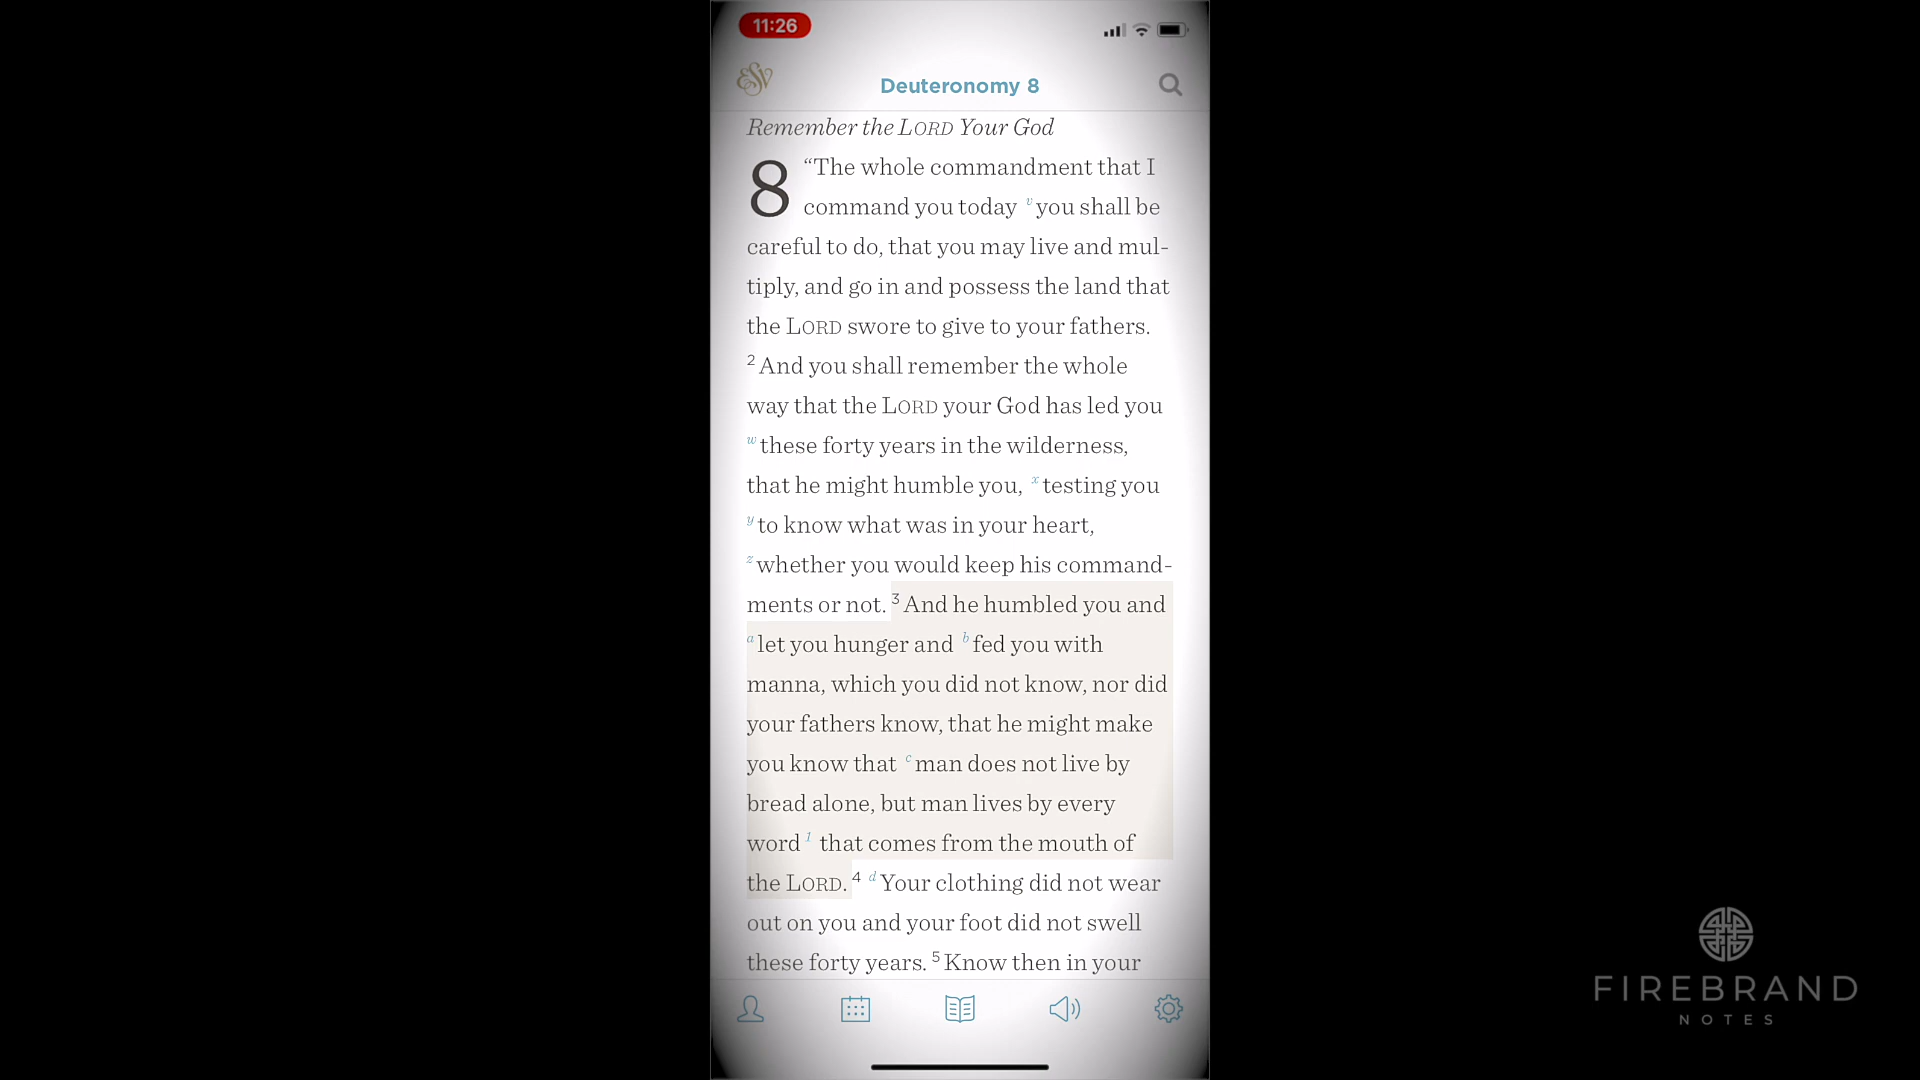 11:26
ESV
Deuteronomy 8
Remember the LORD Your God
8 “The whole commandment that I
command you today v you shall be
careful to do, that you may live and mul-
tiply, and go in and possess the land that
the LORD swore to give to your fathers.
2 And you shall remember the whole
way that the LORD your God has led you
w these forty years in the wilderness,
that he might humble you, x testing you
y to know what was in your heart,
z whether you would keep his command-
ments or not. 3 And he humbled you and
a let you hunger and b fed you with
manna, which you did not know, nor did
your fathers know, that he might make
you know that c man does not live by
bread alone, but man lives by every
word 1 that comes from the mouth of
the LORD. 4 d Your clothing did not wear
out on you and your foot did not swell
these forty years. 5 Know then in your
FIREBRAND
NOTES